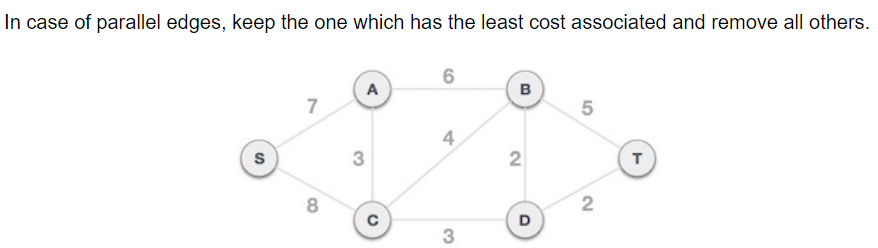 In case of parallel edges, keep the one which has the least cost associated and remove all others.
6
A B
7 5
4
S 3 2 T
8 2
C D
3